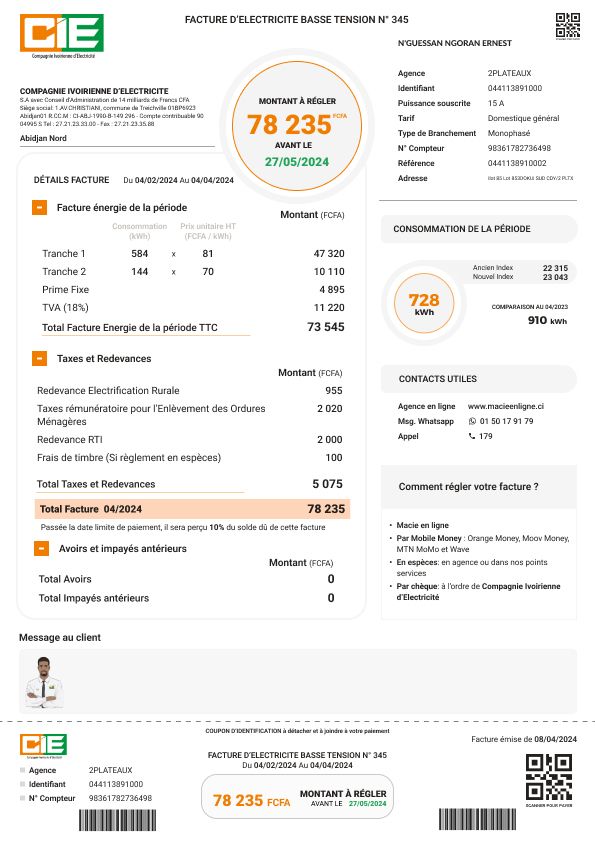 CIE
Compagnie Ivoirienne d'Electricité
FACTURE D'ELECTRICITE BASSE TENSION N° 345
N'GUESSAN NGORAN ERNEST
COMPAGNIE IVOIRIENNE D'ELECTRICITE
S.A avec Conseil d'Administration de 14 milliards de Francs CFA
Siège social: 1.AV.CHRISTIANI, commune de Treichville 01BP6923
Abidjan01 R.C.C.M : CI-ABJ-1990-B-149 296 - Compte contribuable 90
04995 S Tel : 27.21.23.33.00 - Fax : 27.21.23.35.88
Abidjan Nord
MONTANT À RÉGLER
78 235 FCFA
AVANT LE
27/05/2024
Agence 2PLATEAUX
Identifiant 044113891000
Puissance souscrite 15 A
Tarif Domestique général
Type de Branchement Monophasé
N° Compteur 98361782736498
Référence 0441138910002
Adresse
DÉTAILS FACTURE Du 04/02/2024 Au 04/04/2024
Facture énergie de la période
Montant (FCFA)
Consommation (kWh) Prix unitaire HT (FCFA / kWh)
Tranche 1 584 x 81 47 320
Tranche 2 144 x 70 10 110
Prime Fixe 4 895
TVA (18%) 11 220
Total Facture Energie de la période TTC 73 545
Taxes et Redevances
Montant (FCFA)
Redevance Electrification Rurale 955
Taxes rémunératoire pour l'Enlèvement des Ordures 2 020
Ménagères
Redevance RTI 2 000
Frais de timbre (Si règlement en espèces) 100
Total Taxes et Redevances 5 075
Total Facture 04/2024 78 235
Passée la date limite de paiement, il sera perçu 10% du solde dû de cette facture
Avoirs et impayés antérieurs
Montant (FCFA)
Total Avoirs 0
Total Impayés antérieurs 0
CONSOMMATION DE LA PÉRIODE
728
kWh
Ancien Index 22 315
Nouvel Index 23 043
COMPARAISON AU 04/2023
910 kWh
CONTACTS UTILES
Agence en ligne www.macieenligne.ci
Msg. Whatsapp 01 50 17 91 79
Appel 179
Comment régler votre facture ?
• Macie en ligne
• Par Mobile Money : Orange Money, Moov Money,
MTN MoMo et Wave
• En espèces: en agence ou dans nos points
services
• Par chèque: à l'ordre de Compagnie Ivoirienne
d'Electricité
Message au client
COUPON D'IDENTIFICATION à détacher et à joindre à votre paiement
CIE
Compagnie Ivoirienne d'Electricité
Agence 2PLATEAUX
Identifiant 044113891000
N° Compteur 98361782736498
FACTURE D'ELECTRICITE BASSE TENSION N° 345
Du 04/02/2024 Au 04/04/2024
78 235 FCFA
MONTANT À RÉGLER
AVANT LE 27/05/2024
Facture émise de 08/04/2024
SCANNER POUR PAYER